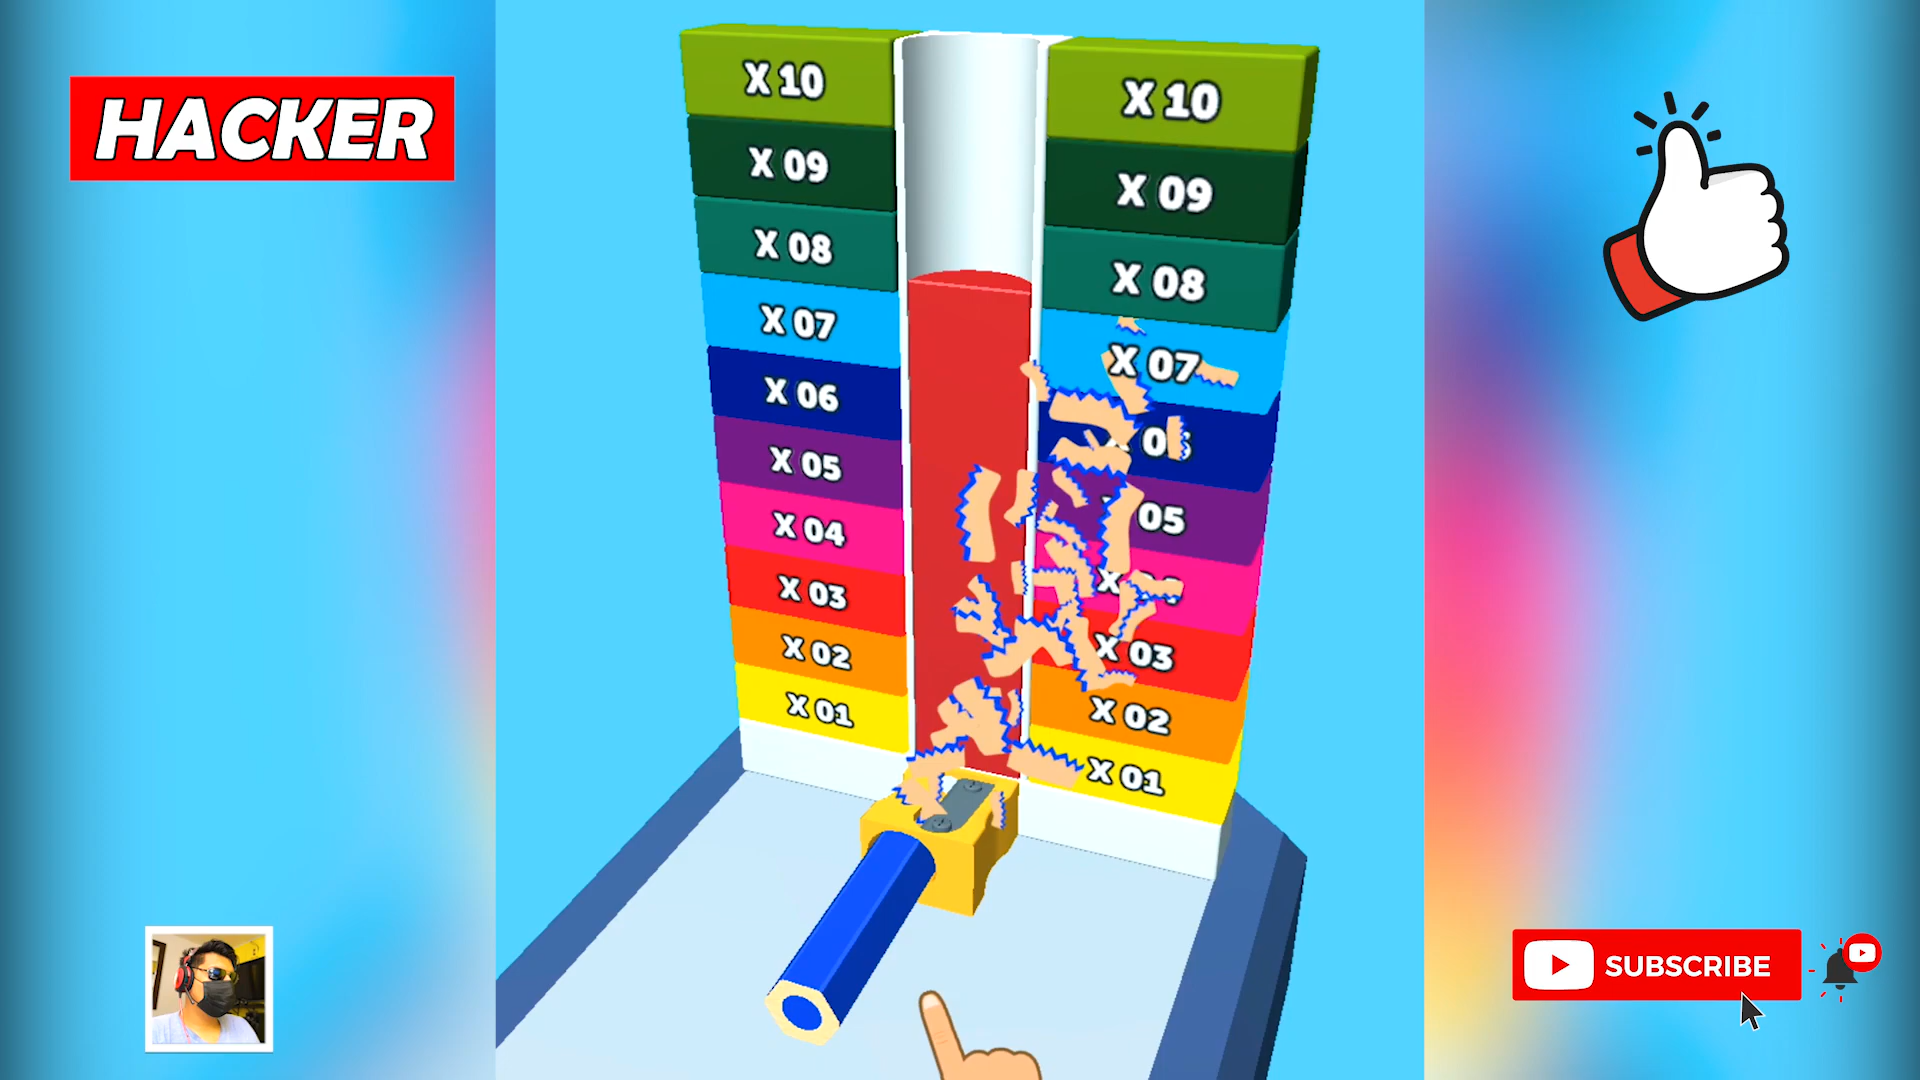 HACKER
X 10
X 09
X 08
X 07
X 06
X 05
X 04
X 03
X 02
X 01
X 10
X 09
X 08
X 07
05
X 03
X 02
X 01
SUBSCRIBE